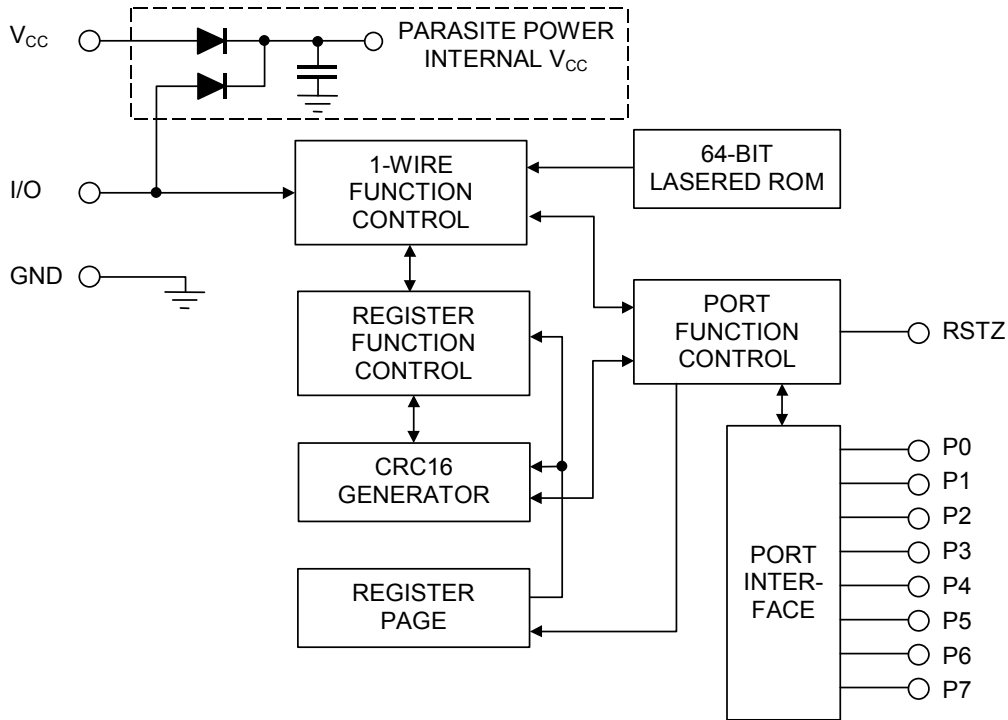 VCC
PARASITE POWER
INTERNAL VCC
I/O
1-WIRE
FUNCTION
CONTROL
64-BIT
LASERED ROM
GND
REGISTER
FUNCTION
CONTROL
PORT
FUNCTION
CONTROL
RSTZ
CRC16
GENERATOR
REGISTER
PAGE
PORT
INTER-
FACE
P0
P1
P2
P3
P4
P5
P6
P7